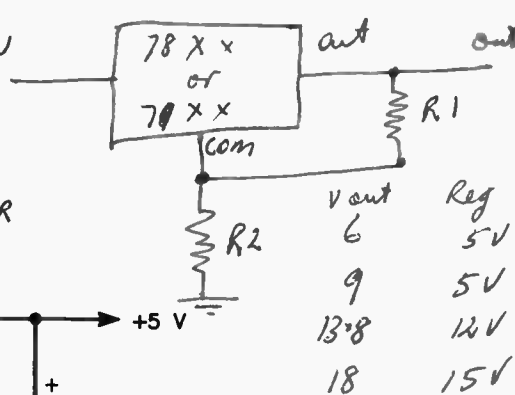 78 X x out out
or
7 x x R1
com
V out Reg
R
R2 6 5V
9 5V
+5 V 13.8 12V
+ 18 15V